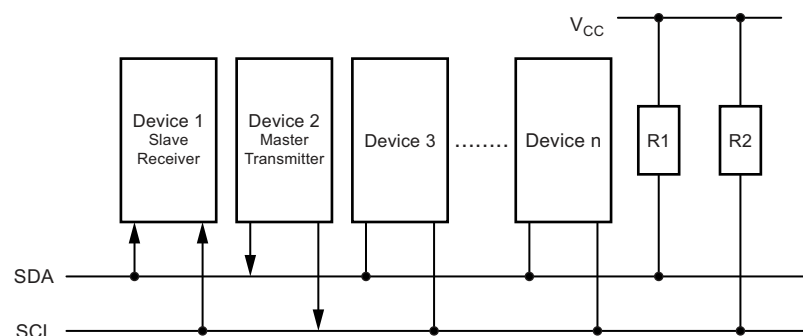 V_CC
Device 1
Slave
Receiver
Device 2
Master
Transmitter
Device 3
........
Device n
R1
R2
SDA
SCL